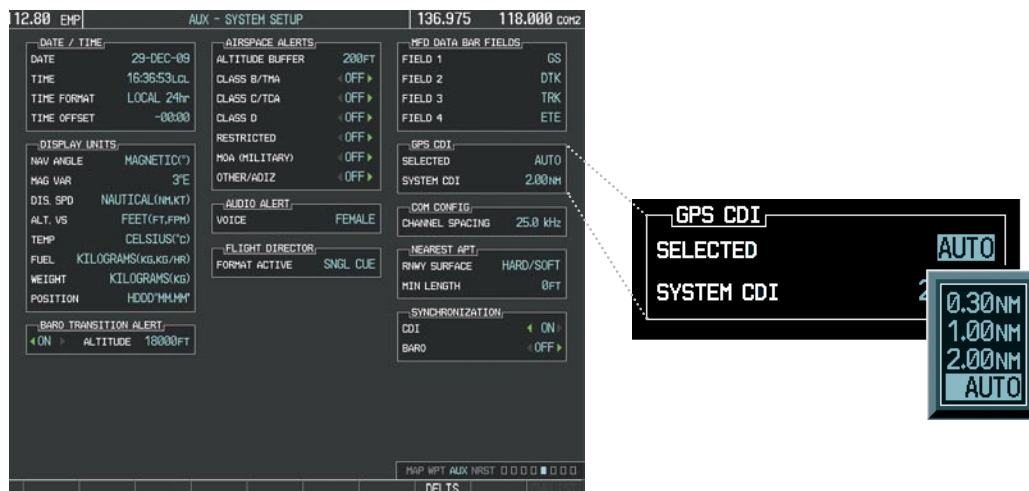 12.80 EMP AUX - SYSTEM SETUP 136.975 118.000 COM2
DATE / TIME
DATE 29-DEC-09
TIME 16:36:53LCL
TIME FORMAT LOCAL 24hr
TIME OFFSET -00:00
DISPLAY UNITS
NAV ANGLE MAGNETIC(°)
MAG VAR 3°E
DIS, SPD NAUTICAL(NM,KT)
ALT, VS FEET(FT,FPM)
TEMP CELSIUS(°C)
FUEL KILOGRAMS(KG,KG/HR)
WEIGHT KILOGRAMS(KG)
POSITION HDDD°MM.MM'
BARO TRANSITION ALERT
ON ALTITUDE 18000FT
AIRSPACE ALERTS
ALTITUDE BUFFER 200FT
CLASS B/TMA OFF
CLASS C/TCA OFF
CLASS D OFF
RESTRICTED OFF
MOA (MILITARY) OFF
OTHER/ADIZ OFF
AUDIO ALERT
VOICE FEMALE
FLIGHT DIRECTOR
FORMAT ACTIVE SNGL CUE
MFD DATA BAR FIELDS
FIELD 1 GS
FIELD 2 DTK
FIELD 3 TRK
FIELD 4 ETE
GPS CDI
SELECTED AUTO
SYSTEM CDI 2.00NM
COM CONFIG
CHANNEL SPACING 25.0 kHz
NEAREST APT
RNWY SURFACE HARD/SOFT
MIN LENGTH 0FT
SYNCHRONIZATION
CDI ON
BARO OFF
MAP WPT AUX NRST
DFLTS
GPS CDI
SELECTED AUTO
SYSTEM CDI 2
0.30NM
1.00NM
2.00NM
AUTO